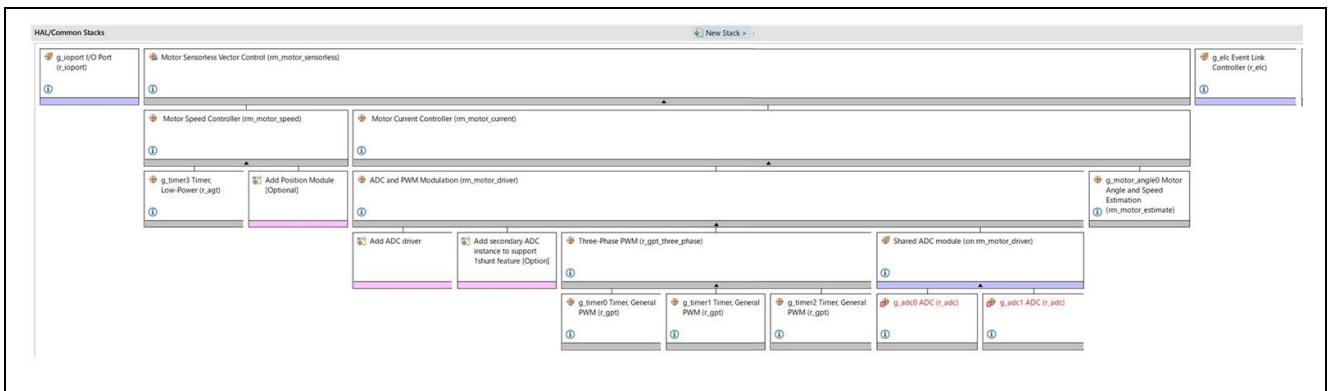 HAL/Common Stacks
New Stack >
g_ioport I/O Port
(r_ioport)
Motor Sensorless Vector Control (rm_motor_sensorless)
g_elc Event Link
Controller (r_elc)
Motor Speed Controller (rm_motor_speed)
Motor Current Controller (rm_motor_current)
g_timer3 Timer,
Low-Power (r_agt)
Add Position Module
[Optional]
ADC and PWM Modulation (rm_motor_driver)
g_motor_angle0 Motor
Angle and Speed
Estimation
(rm_motor_estimate)
Add ADC driver
Add secondary ADC
instance to support
1shunt feature [Option]
Three-Phase PWM (r_gpt_three_phase)
Shared ADC module (on rm_motor_driver)
g_timer0 Timer, General
PWM (r_gpt)
g_timer1 Timer, General
PWM (r_gpt)
g_timer2 Timer, General
PWM (r_gpt)
g_adc0 ADC (r_adc)
g_adc1 ADC (r_adc)